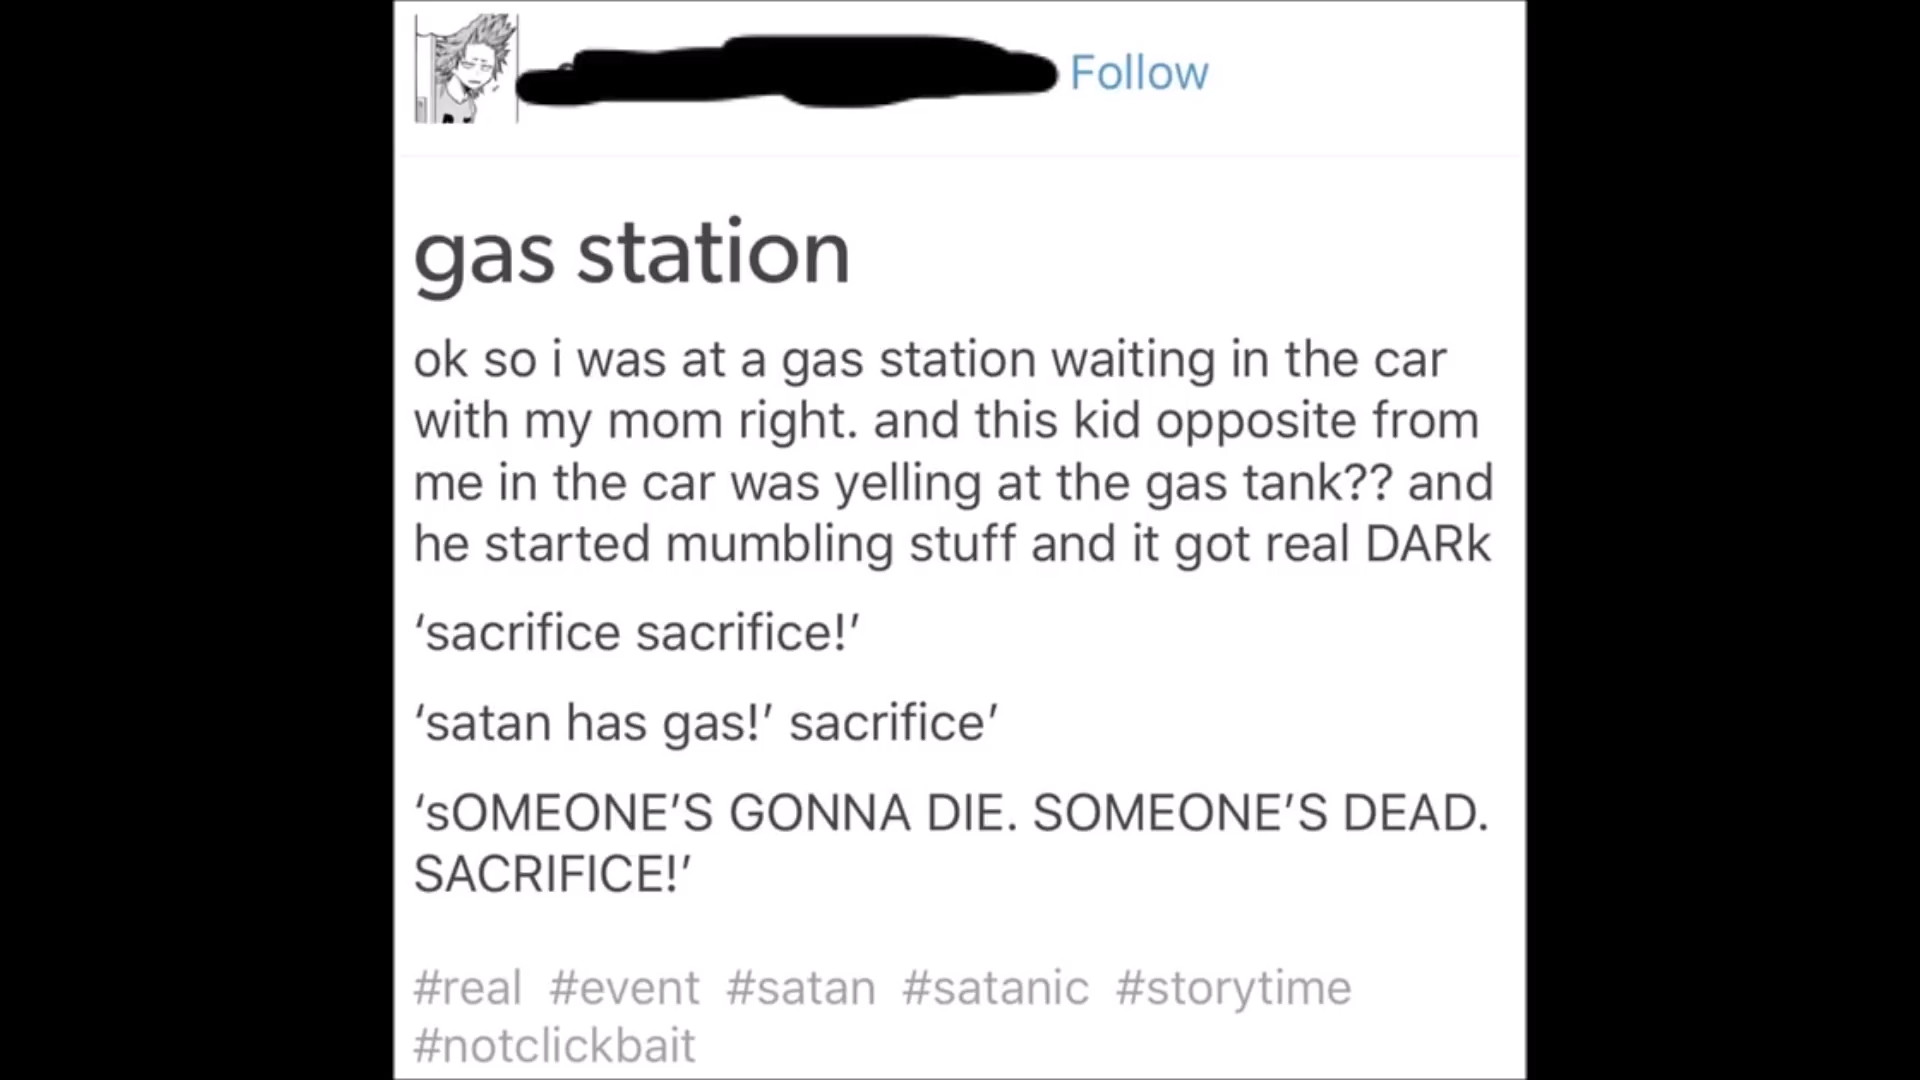 Follow
gas station
ok so i was at a gas station waiting in the car
with my mom right. and this kid opposite from
me in the car was yelling at the gas tank?? and
he started mumbling stuff and it got real DARk
‘sacrifice sacrifice!’
‘satan has gas!’ sacrifice’
‘sOMEONE’S GONNA DIE. SOMEONE’S DEAD.
SACRIFICE!’
#real #event #satan #satanic #storytime
#notclickbait